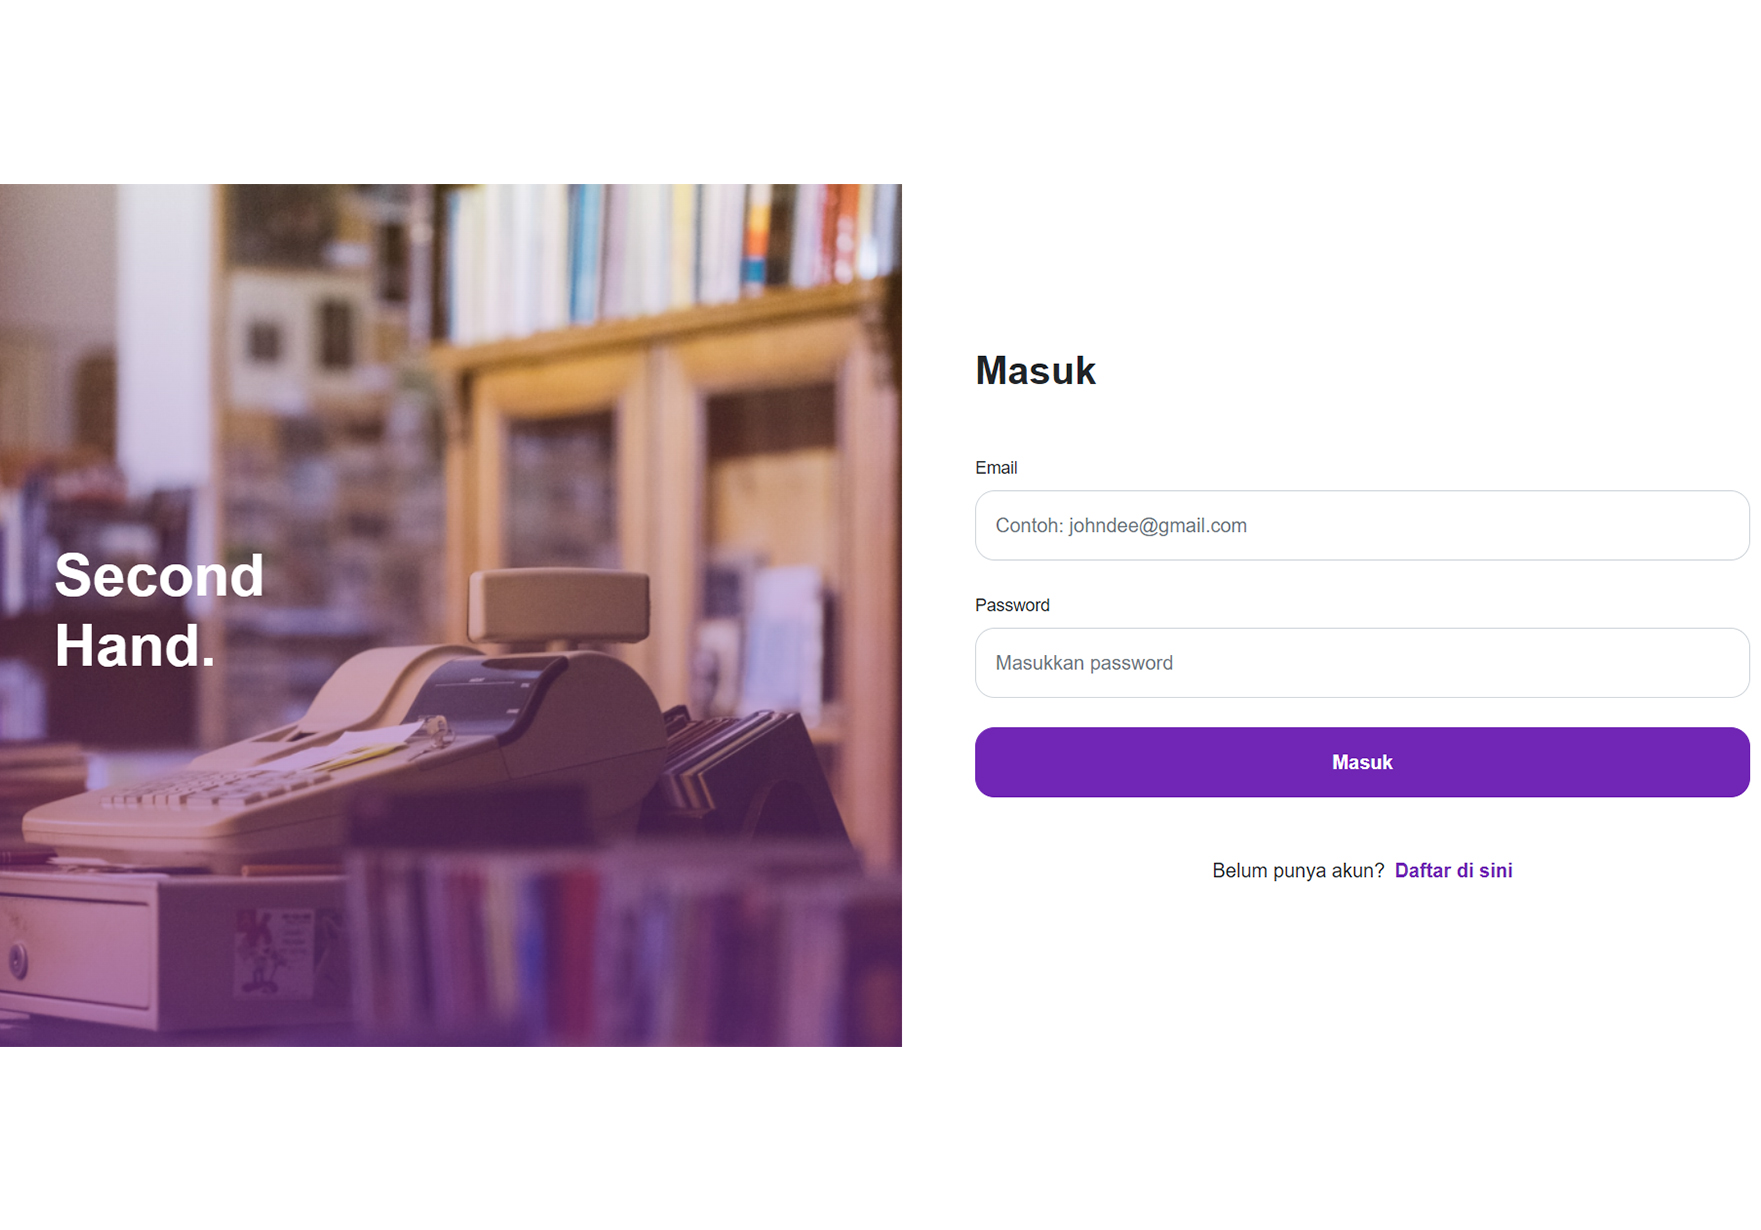 Second
Hand.
Masuk
Email
Contoh: johndee@gmail.com
Password
Masukkan password
Masuk
Belum punya akun? Daftar di sini